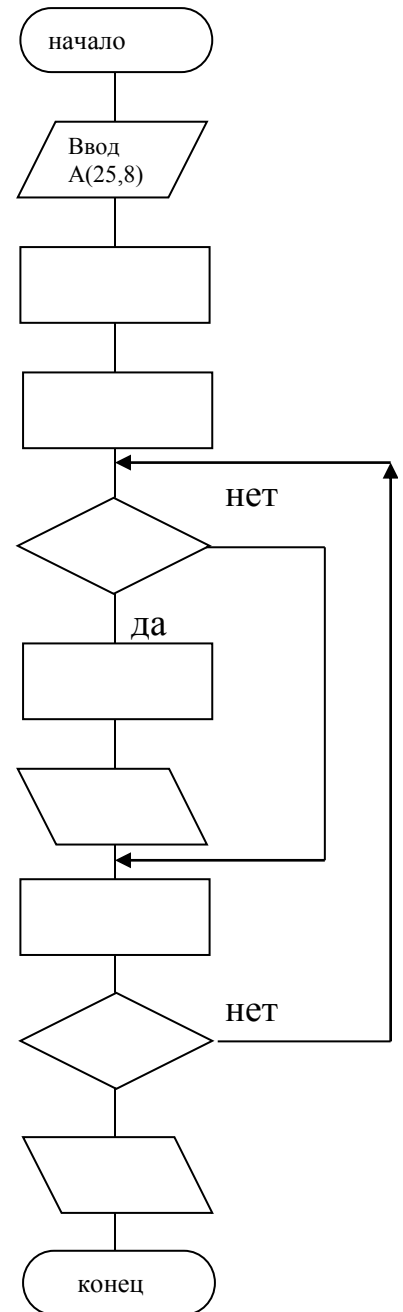 начало
Ввод
А(25,8)
нет
да
нет
конец